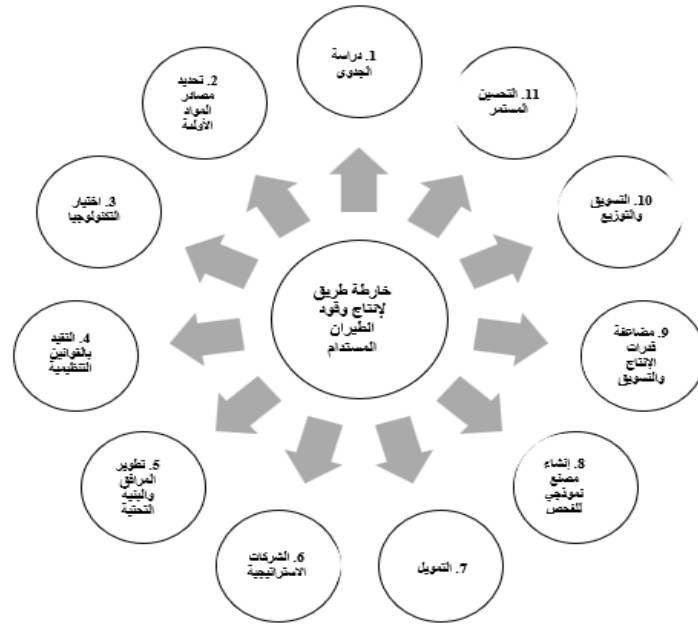 خارطة طريق
لإنتاج وقود
الطيران
المستدام
1. دراسة
الجدوى
2. تحديد
مصادر
المواد
الأولية
3. اختيار
التكنولوجيا
4. التقيد
بالقوانين
التنظيمية
5. تطوير
المرافق
والبنية
التحتية
6. الشركات
الاستراتيجية
7. التمويل
8. إنشاء
مصنع
نموذجي
للفحص
9. مضاعفة
قدرات
الإنتاج
والتسويق
10. التسويق
والتوزيع
11. التحسين
المستمر